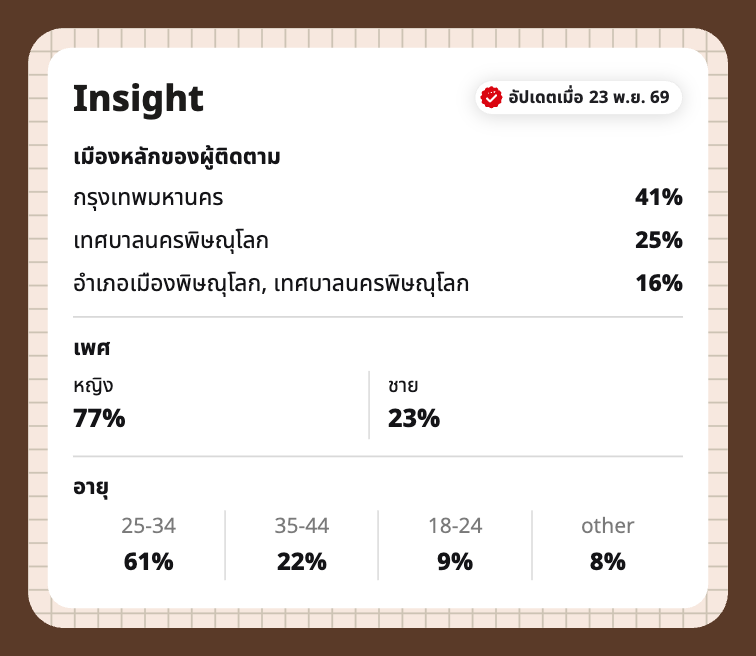 Insight
อัปเดตเมื่อ 23 พ.ย. 69
เมืองหลักของผู้ติดตาม
กรุงเทพมหานคร 41%
เทศบาลนครพิษณุโลก 25%
อำเภอเมืองพิษณุโลก, เทศบาลนครพิษณุโลก 16%
เพศ
หญิง ชาย
77% 23%
อายุ
25-34 35-44 18-24 other
61% 22% 9% 8%